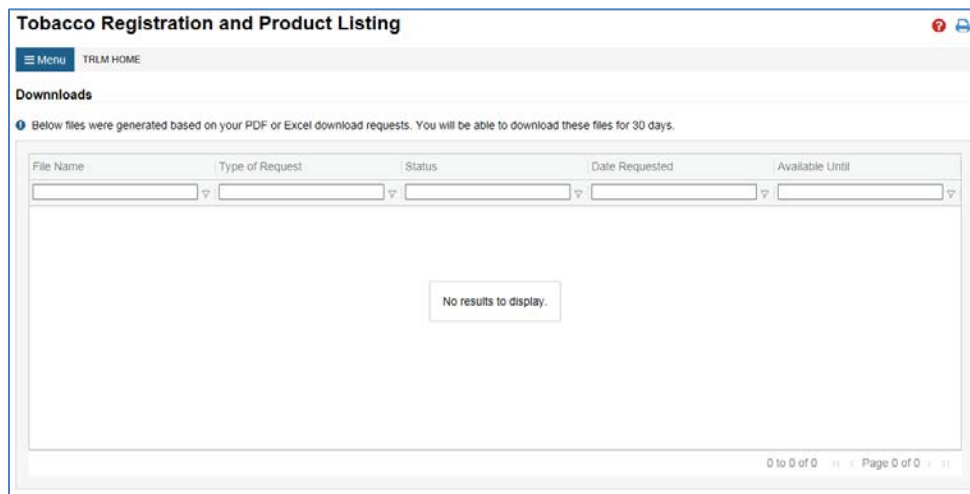 Tobacco Registration and Product Listing
Menu TRLM HOME
Downnloads
Below files were generated based on your PDF or Excel download requests. You will be able to download these files for 30 days.
File Name Type of Request Status Date Requested Available Until
No results to display.
0 to 0 of 0 Page 0 of 0